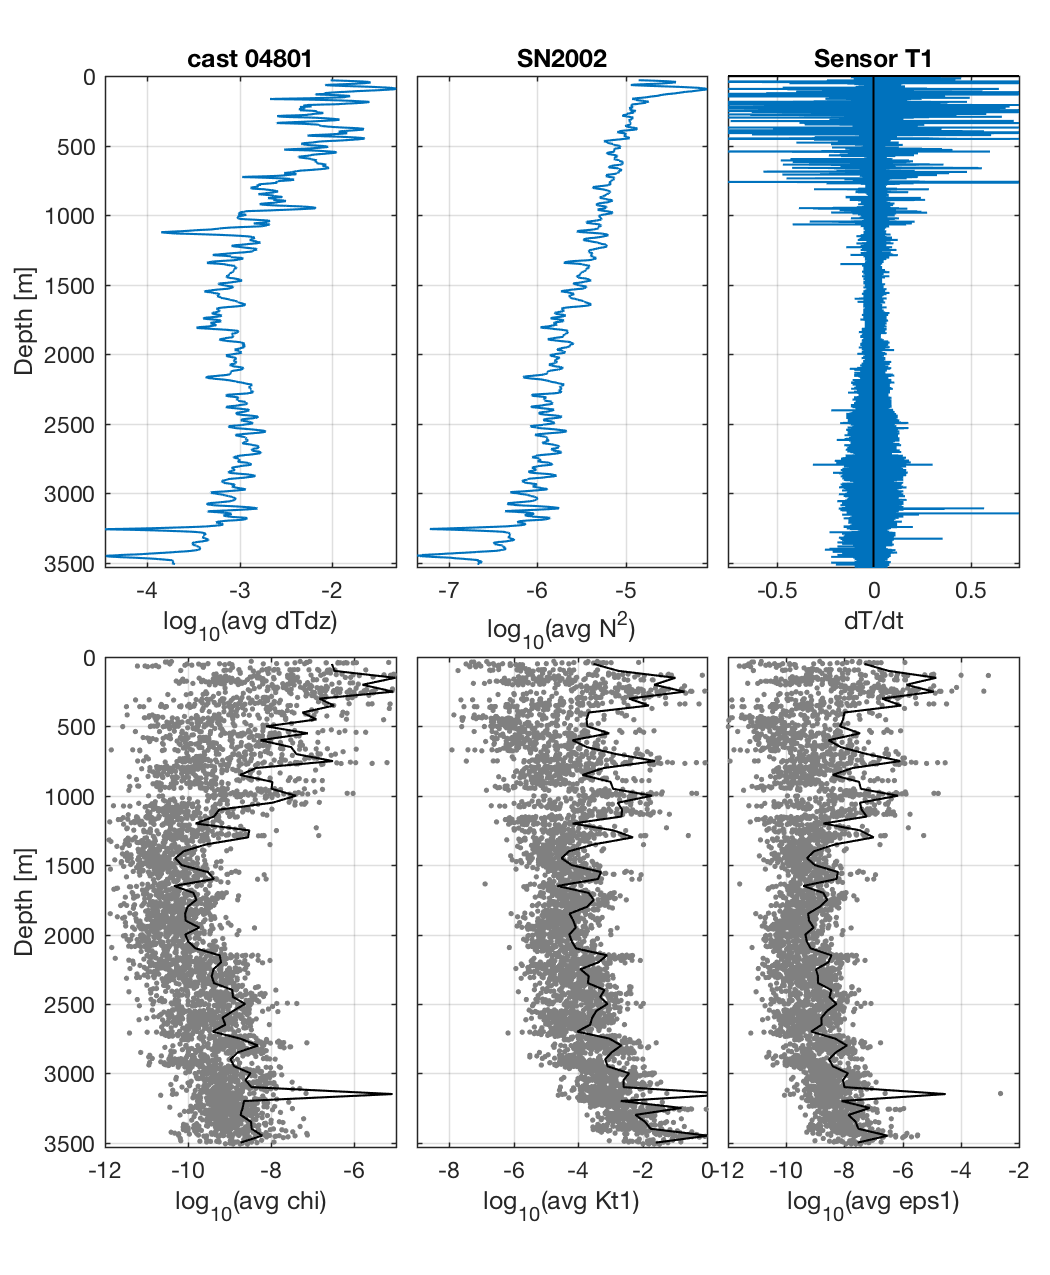 cast 04801 SN2002 Sensor T1
0
500
1000
1500
2000
2500
3000
3500
Depth [m]
-4 -3 -2 -7 -6 -5 -0.5 0 0.5
log10(avg dTdz) log10(avg N2) dT/dt
0
500
1000
1500
2000
2500
3000
3500
Depth [m]
-12 -10 -8 -6 -8 -6 -4 -2 0 -12 -10 -8 -6 -4 -2
log10(avg chi) log10(avg Kt1) log10(avg eps1)